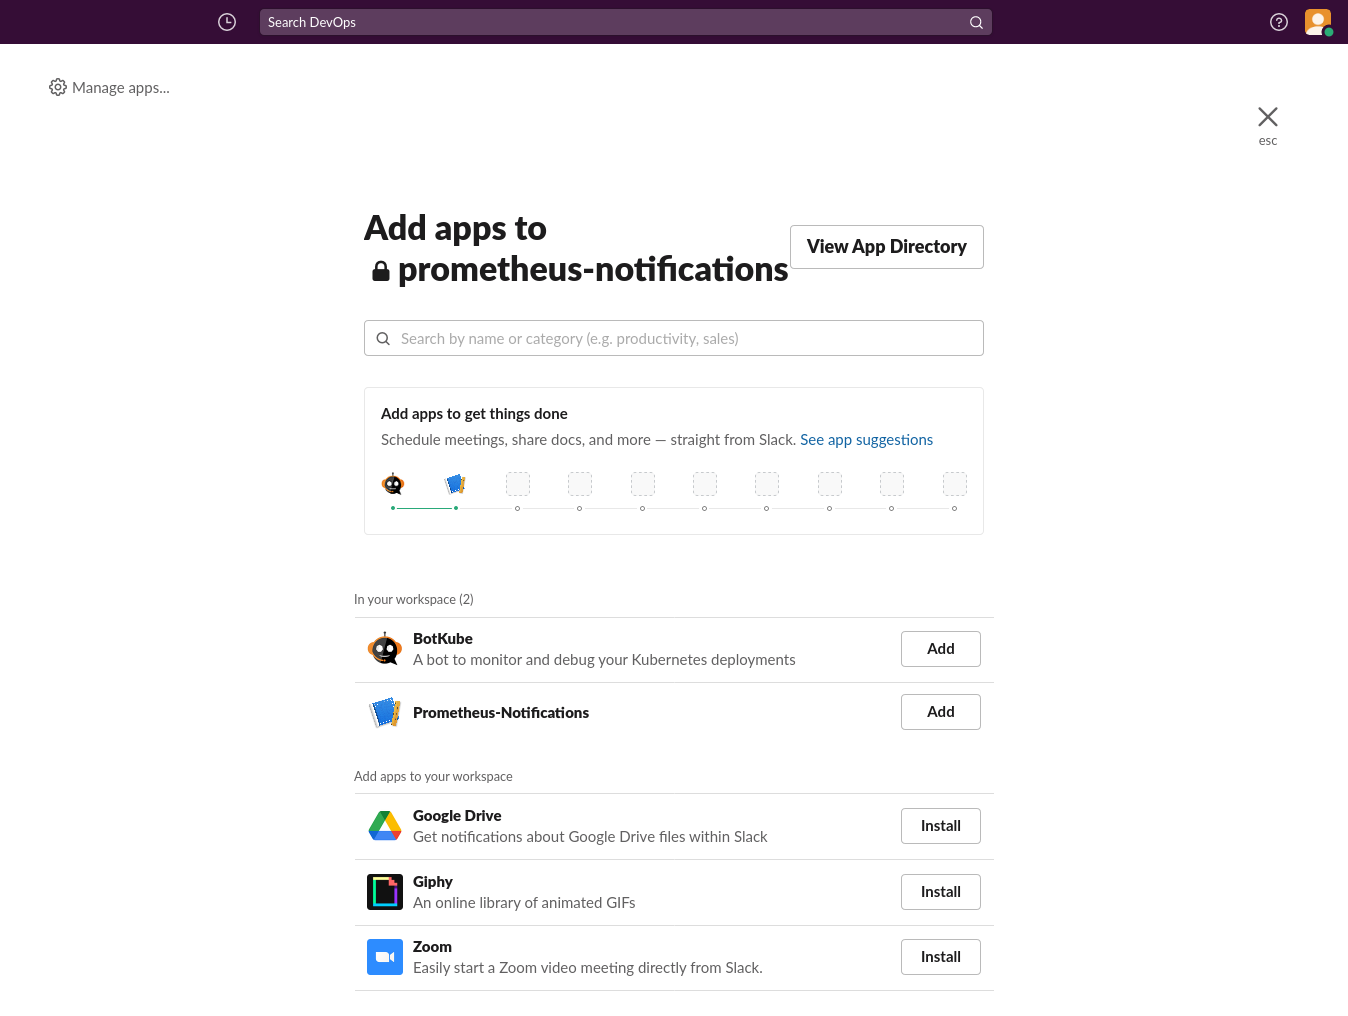 Search DevOps
Manage apps...
esc
Add apps to
prometheus-notifications
View App Directory
Search by name or category (e.g. productivity, sales)
Add apps to get things done
Schedule meetings, share docs, and more — straight from Slack. See app suggestions
In your workspace (2)
BotKube
A bot to monitor and debug your Kubernetes deployments
Add
Prometheus-Notifications
Add
Add apps to your workspace
Google Drive
Get notifications about Google Drive files within Slack
Install
Giphy
An online library of animated GIFs
Install
Zoom
Easily start a Zoom video meeting directly from Slack.
Install